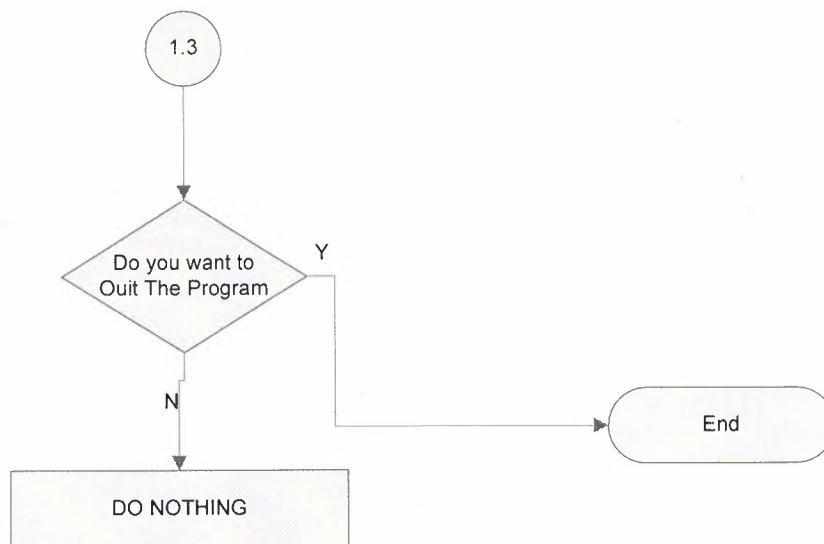 1.3
Do you want to
Ouit The Program
Y
N
End
DO NOTHING